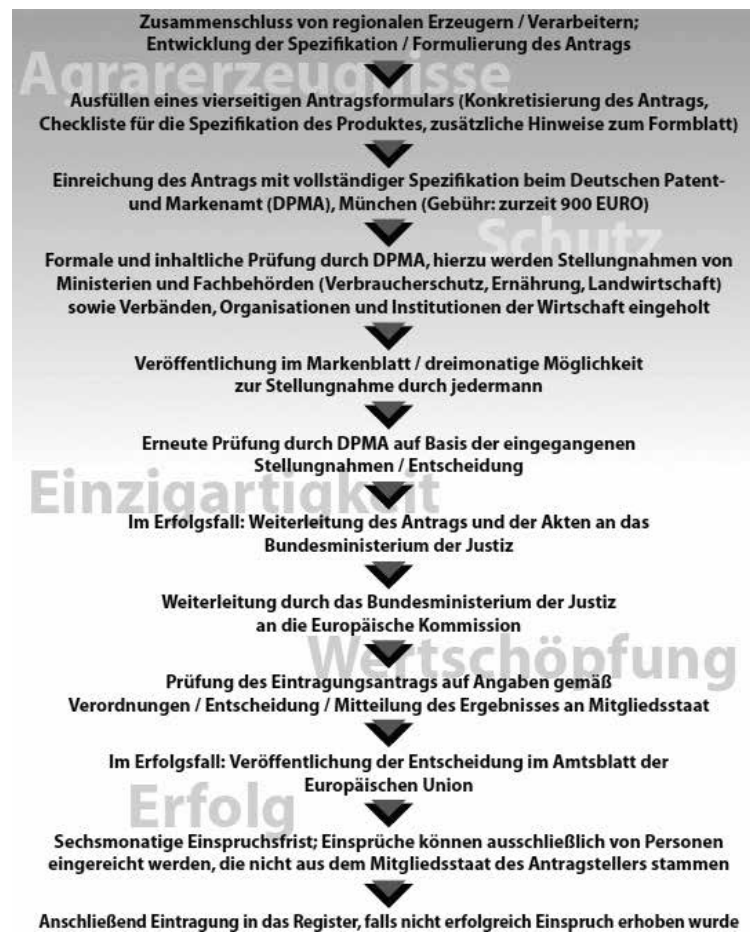 Zusammenschluss von regionalen Erzeugern / Verarbeitern;
Entwicklung der Spezifikation / Formulierung des Antrags
Agrarerzeugnisse
Ausfüllen eines vierseitigen Antragsformulars (Konkretisierung des Antrags,
Checkliste für die Spezifikation des Produktes, zusätzliche Hinweise zum Formblatt)
Einreichung des Antrags mit vollständiger Spezifikation beim Deutschen Patent-
und Markenamt (DPMA), München (Gebühr: zurzeit 900 EURO)
Schutz
Formale und inhaltliche Prüfung durch DPMA, hierzu werden Stellungnahmen von
Ministerien und Fachbehörden (Verbraucherschutz, Ernährung, Landwirtschaft)
sowie Verbänden, Organisationen und Institutionen der Wirtschaft eingeholt
Veröffentlichung im Markenblatt / dreimonatige Möglichkeit
zur Stellungnahme durch jedermann
Erneute Prüfung durch DPMA auf Basis der eingegangenen
Stellungnahmen / Entscheidung
Einzigartigkeit
Im Erfolgsfall: Weiterleitung des Antrags und der Akten an das
Bundesministerium der Justiz
Weiterleitung durch das Bundesministerium der Justiz
an die Europäische Kommission
Wertschöpfung
Prüfung des Eintragungsantrags auf Angaben gemäß
Verordnungen / Entscheidung / Mitteilung des Ergebnisses an Mitgliedsstaat
Im Erfolgsfall: Veröffentlichung der Entscheidung im Amtsblatt der
Europäischen Union
Erfolg
Sechsmonatige Einspruchsfrist; Einsprüche können ausschließlich von Personen
eingereicht werden, die nicht aus dem Mitgliedsstaat des Antragstellers stammen
Anschließend Eintragung in das Register, falls nicht erfolgreich Einspruch erhoben wurde